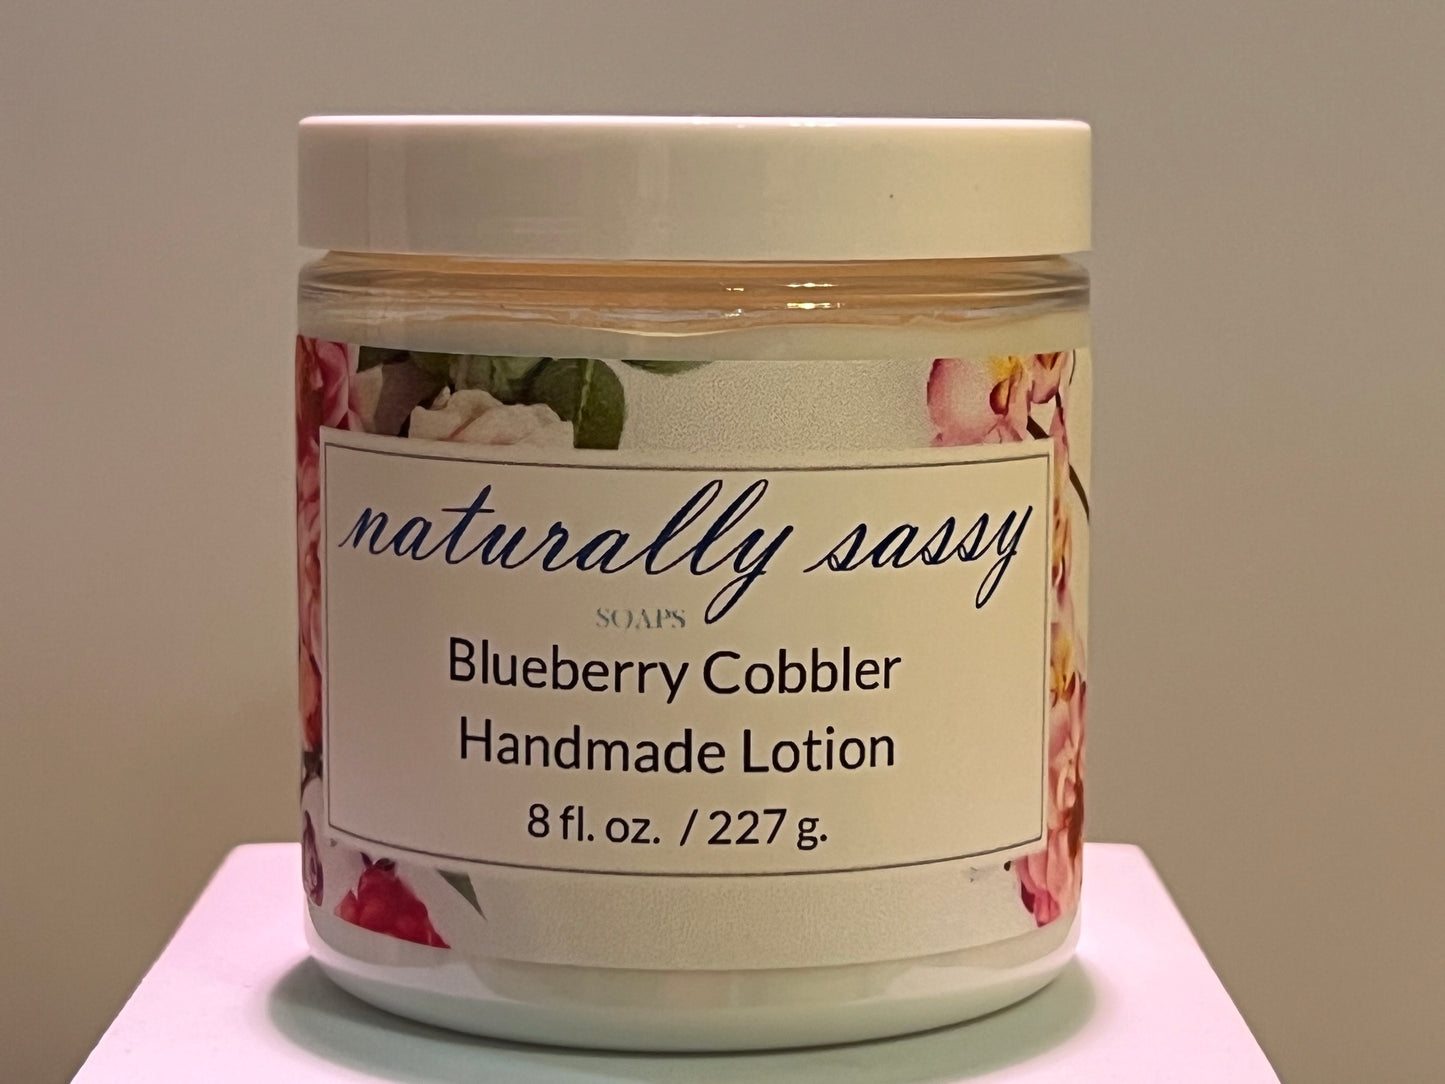 naturally sassy
SOAPS
Blueberry Cobbler
Handmade Lotion
8 fl. oz. / 227 g.